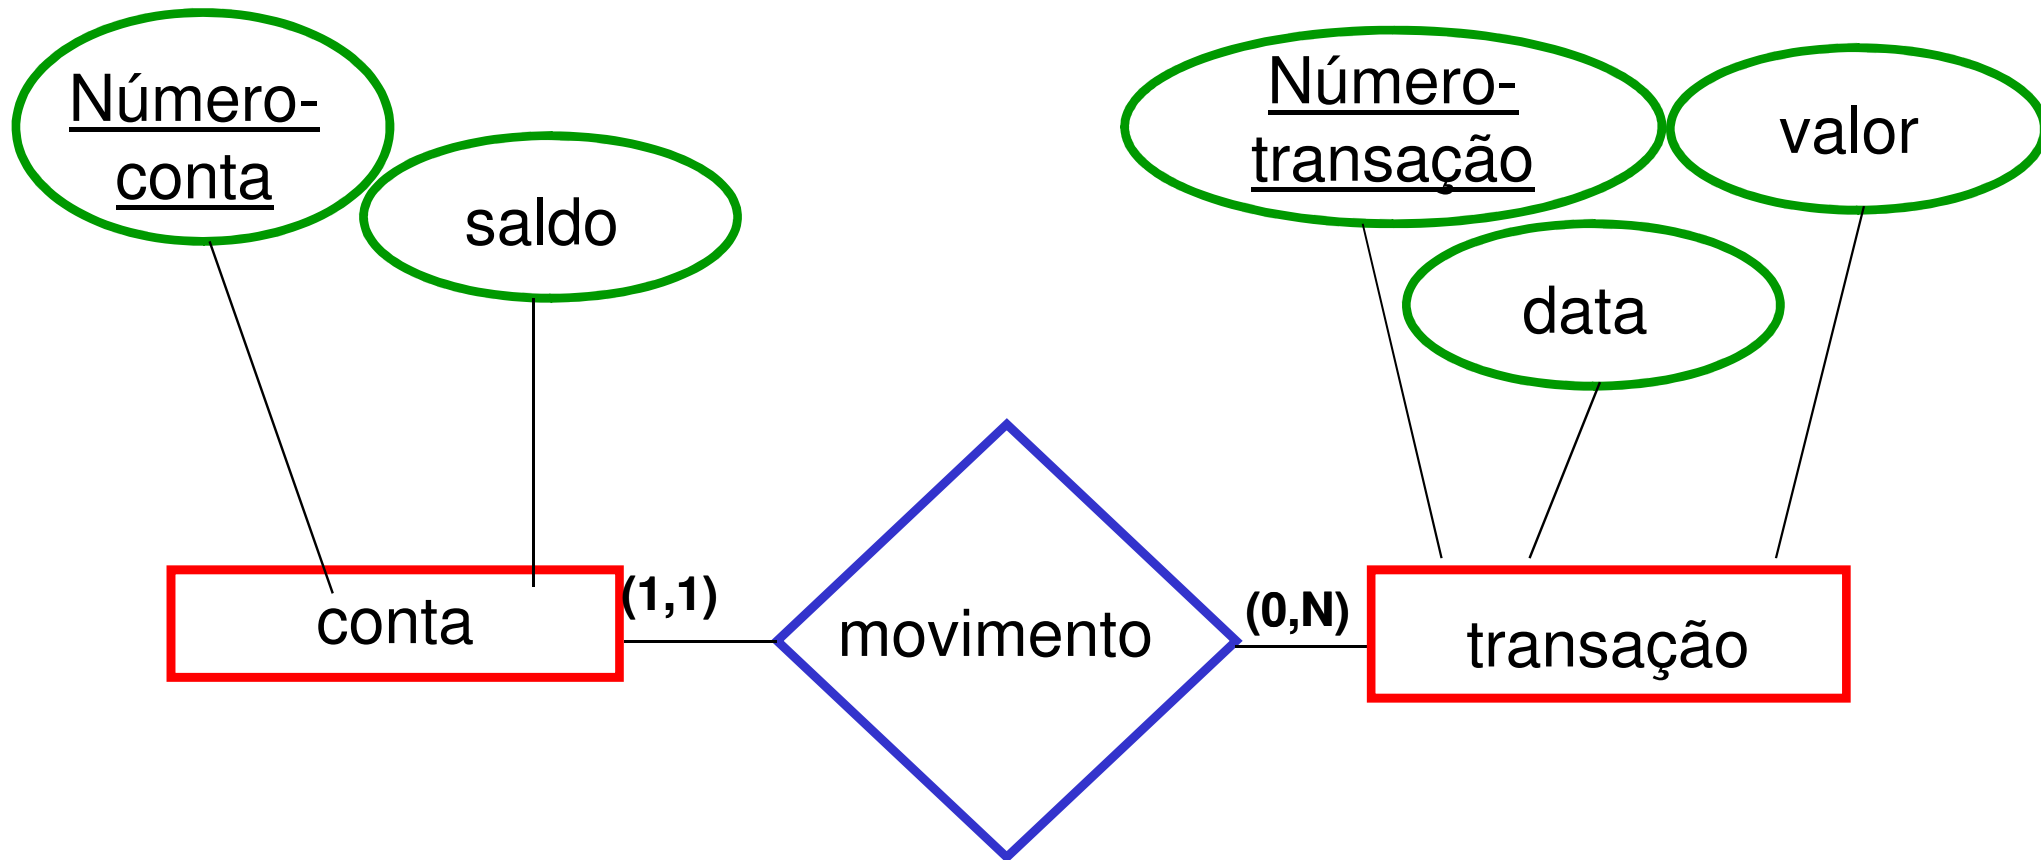 Número-
conta
saldo
Número-
transação
valor
data
conta
(1,1)
movimento
(0,N)
transação